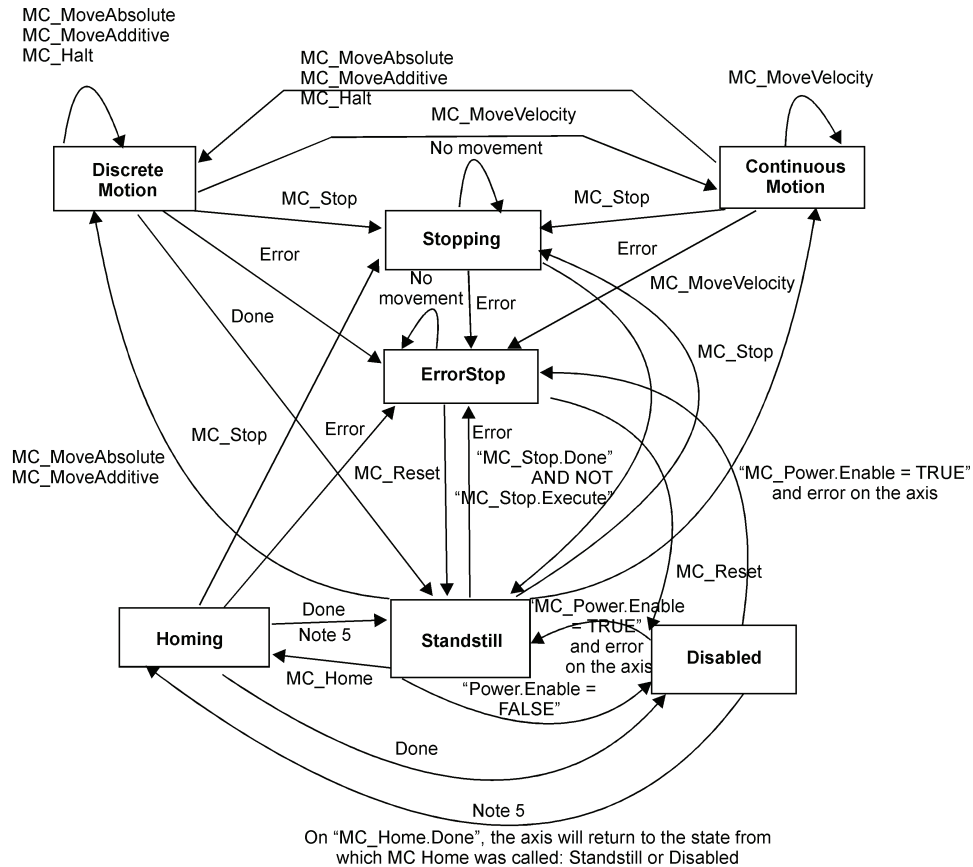 MC_MoveAbsolute
MC_MoveAdditive
MC_Halt
MC_MoveAbsolute
MC_MoveAdditive
MC_Halt
MC_MoveVelocity
MC_MoveVelocity
No movement
Discrete
Motion
Continuous
Motion
MC_Stop
MC_Stop
Stopping
Error
Error
No
movement
Error
MC_MoveVelocity
Done
MC_Stop
ErrorStop
MC_Stop
Error
Error
MC_MoveAbsolute
MC_MoveAdditive
MC_Reset
“MC_Stop.Done”
AND NOT
“MC_Stop.Execute”
“MC_Power.Enable = TRUE”
and error on the axis
MC_Reset
Done
Note 5
Homing
Standstill
“MC_Power.Enable
= TRUE”
and error
on the axis
Disabled
MC_Home
“Power.Enable =
FALSE”
Done
Note 5
On “MC_Home.Done”, the axis will return to the state from
which MC Home was called: Standstill or Disabled